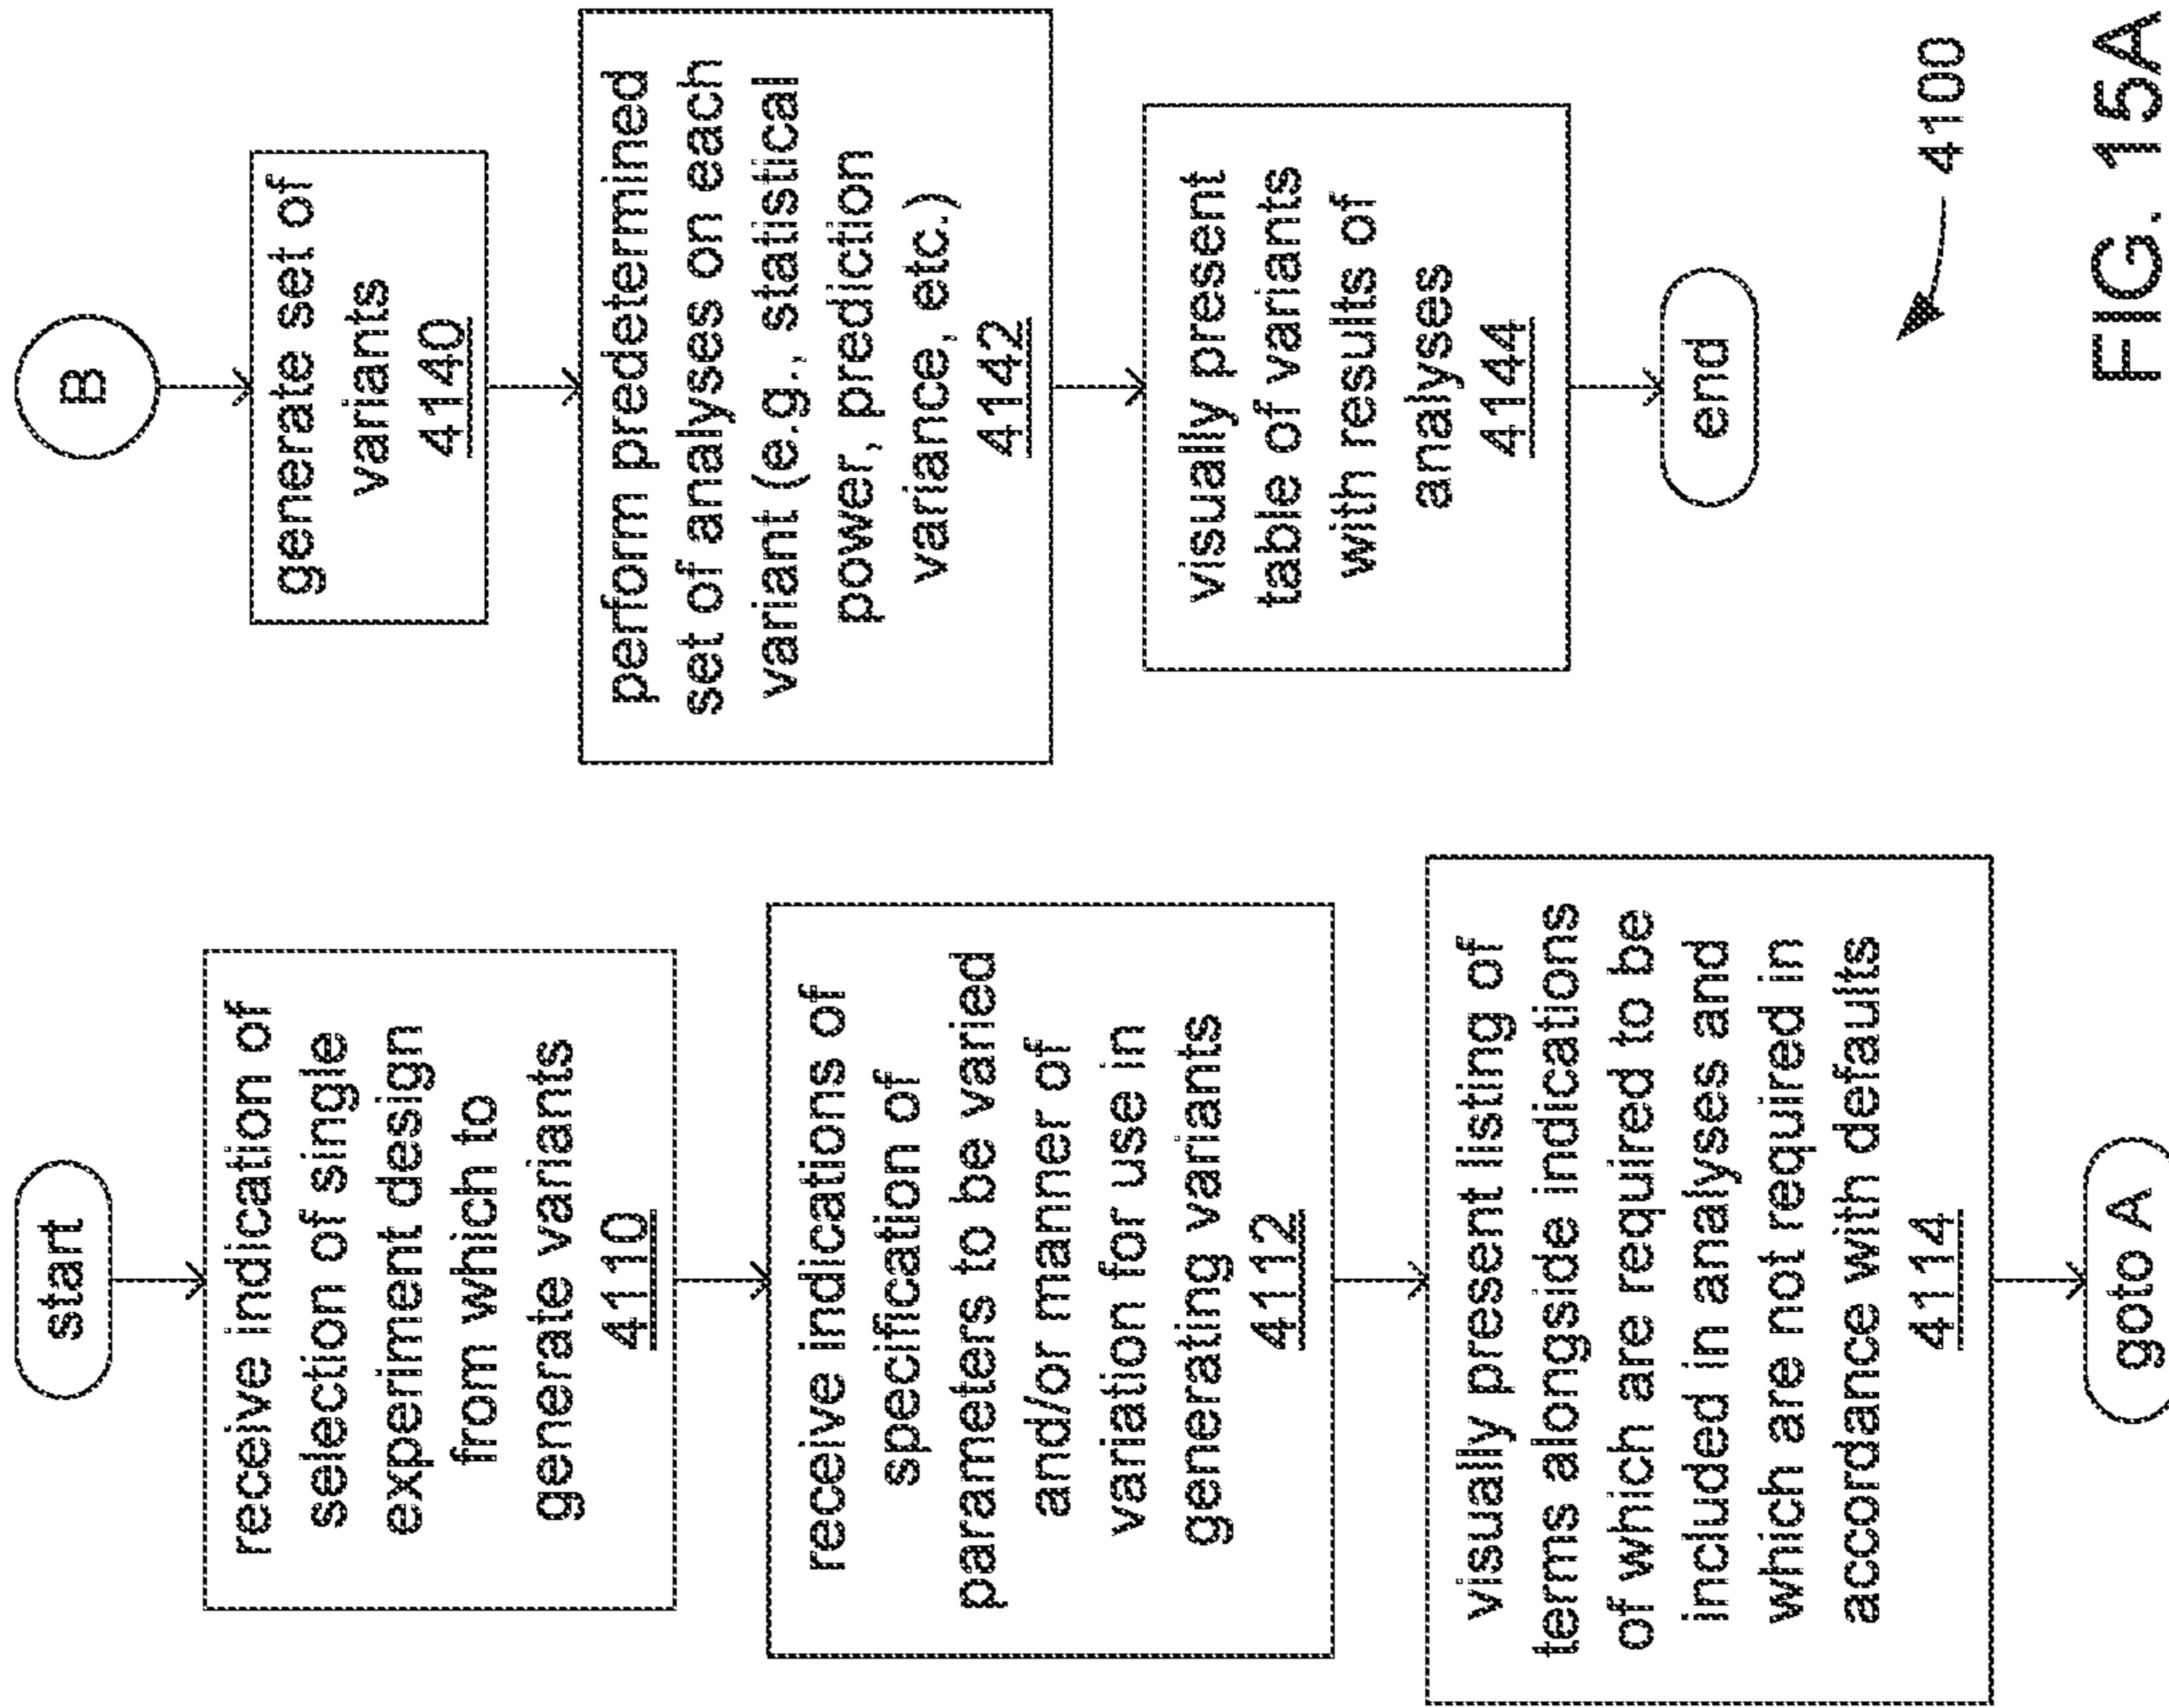 start
receive indication of
selection of single
experiment design
from which to
generate variants
4110
receive indications of
specification of
parameters to be varied
and/or manner of
variation for use in
generating variants
4112
visually present listing of
terms alongside indications
of which are required to be
included in analyses and
which are not required in
accordance with defaults
4114
goto A
B
generate set of
variants
4140
perform predetermined
set of analyses on each
variant (e.g., statistical
power, prediction
variance, etc.)
4142
visually present
table of variants
with results of
analyses
4144
end
4100
FIG. 15A